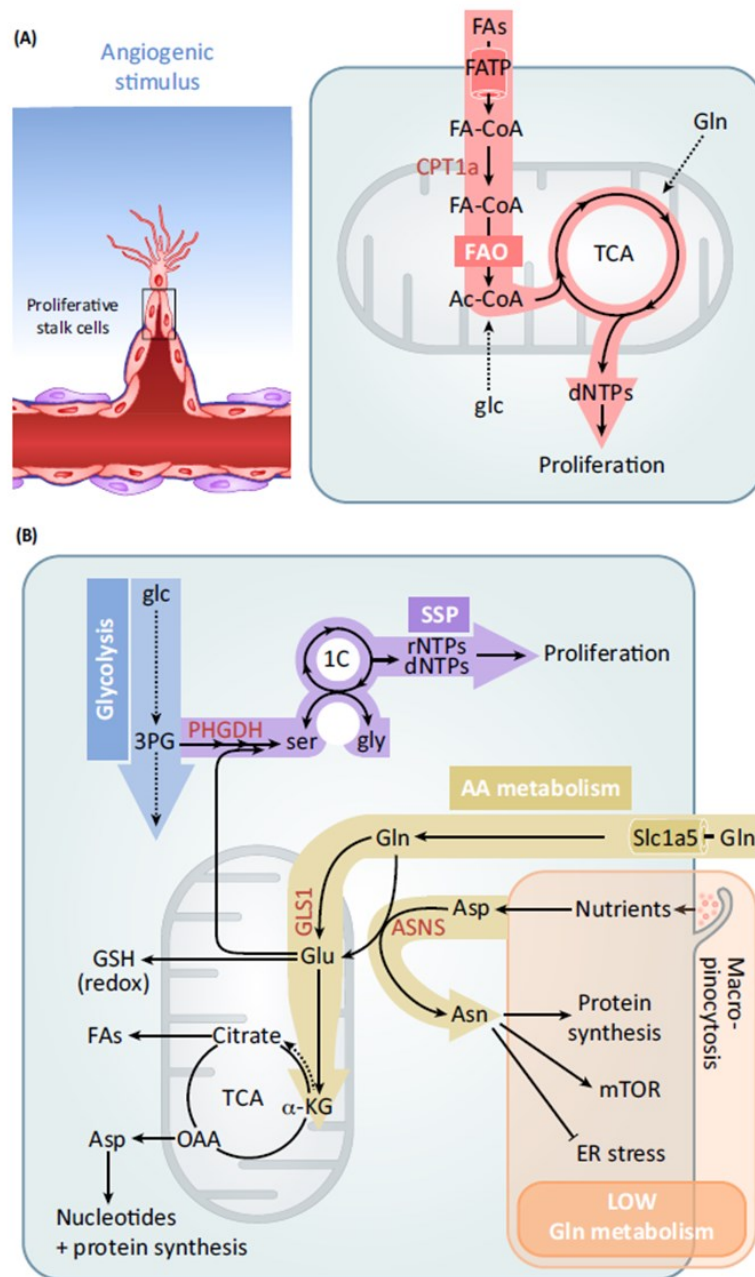 (A)
Angiogenic
stimulus
Proliferative
stalk cells
FAs
FATP
FA-CoA
CPT1a
FA-CoA
FAO
Ac-CoA
glc
Gln
TCA
dNTPs
Proliferation
(B)
Glycolysis
glc
3PG
PHGDH
ser
gly
1C
SSP
rNTPs
dNTPs
Proliferation
AA metabolism
Gln
Slc1a5
Gln
GLS1
Glu
ASNS
Asp
Nutrients
Macro-
pinocytosis
GSH
(redox)
Asn
Protein
synthesis
mTOR
ER stress
FAs
Citrate
TCA
α-KG
Asp
OAA
Nucleotides
+ protein synthesis
LOW
Gln metabolism